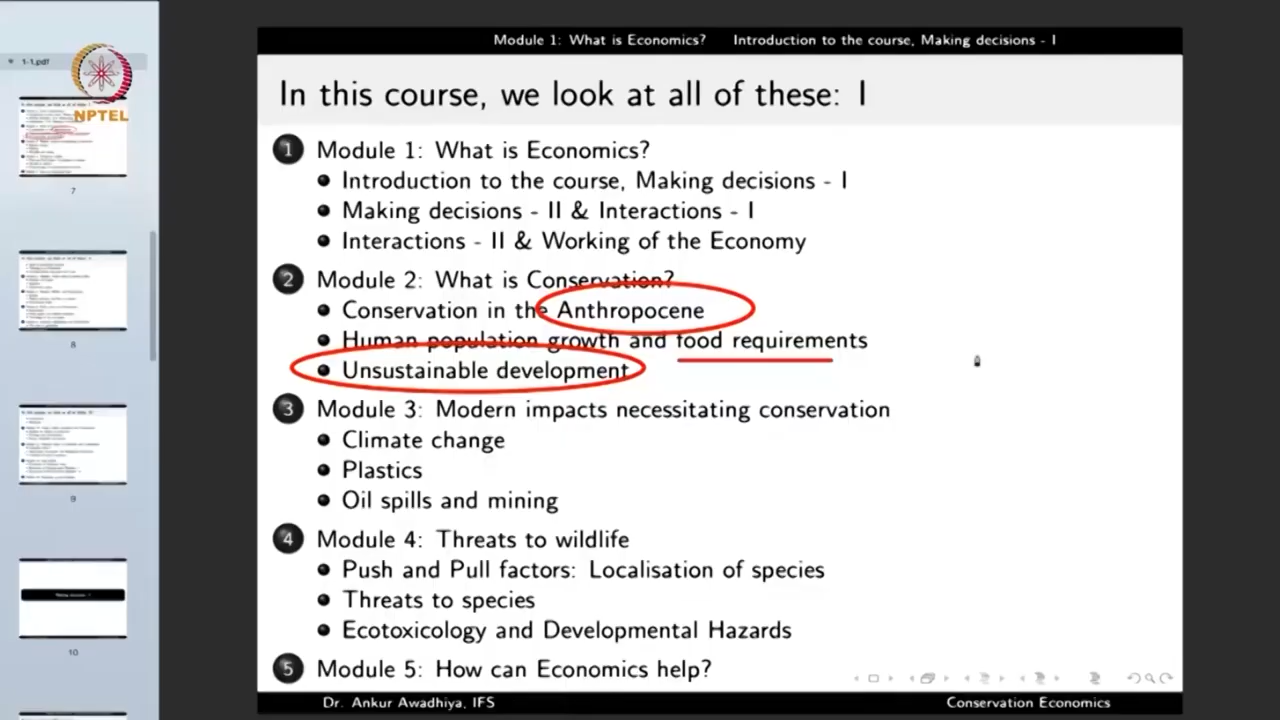 1-1.pdf
NPTEL
7
8
9
10
Module 1: What is Economics? Introduction to the course, Making decisions - I
In this course, we look at all of these: I
1 Module 1: What is Economics?
Introduction to the course, Making decisions - I
Making decisions - II & Interactions - I
Interactions - II & Working of the Economy
2 Module 2: What is Conservation?
Conservation in the Anthropocene
Human population growth and food requirements
Unsustainable development
3 Module 3: Modern impacts necessitating conservation
Climate change
Plastics
Oil spills and mining
4 Module 4: Threats to wildlife
Push and Pull factors: Localisation of species
Threats to species
Ecotoxicology and Developmental Hazards
5 Module 5: How can Economics help?
Dr. Ankur Awadhiya, IFS Conservation Economics